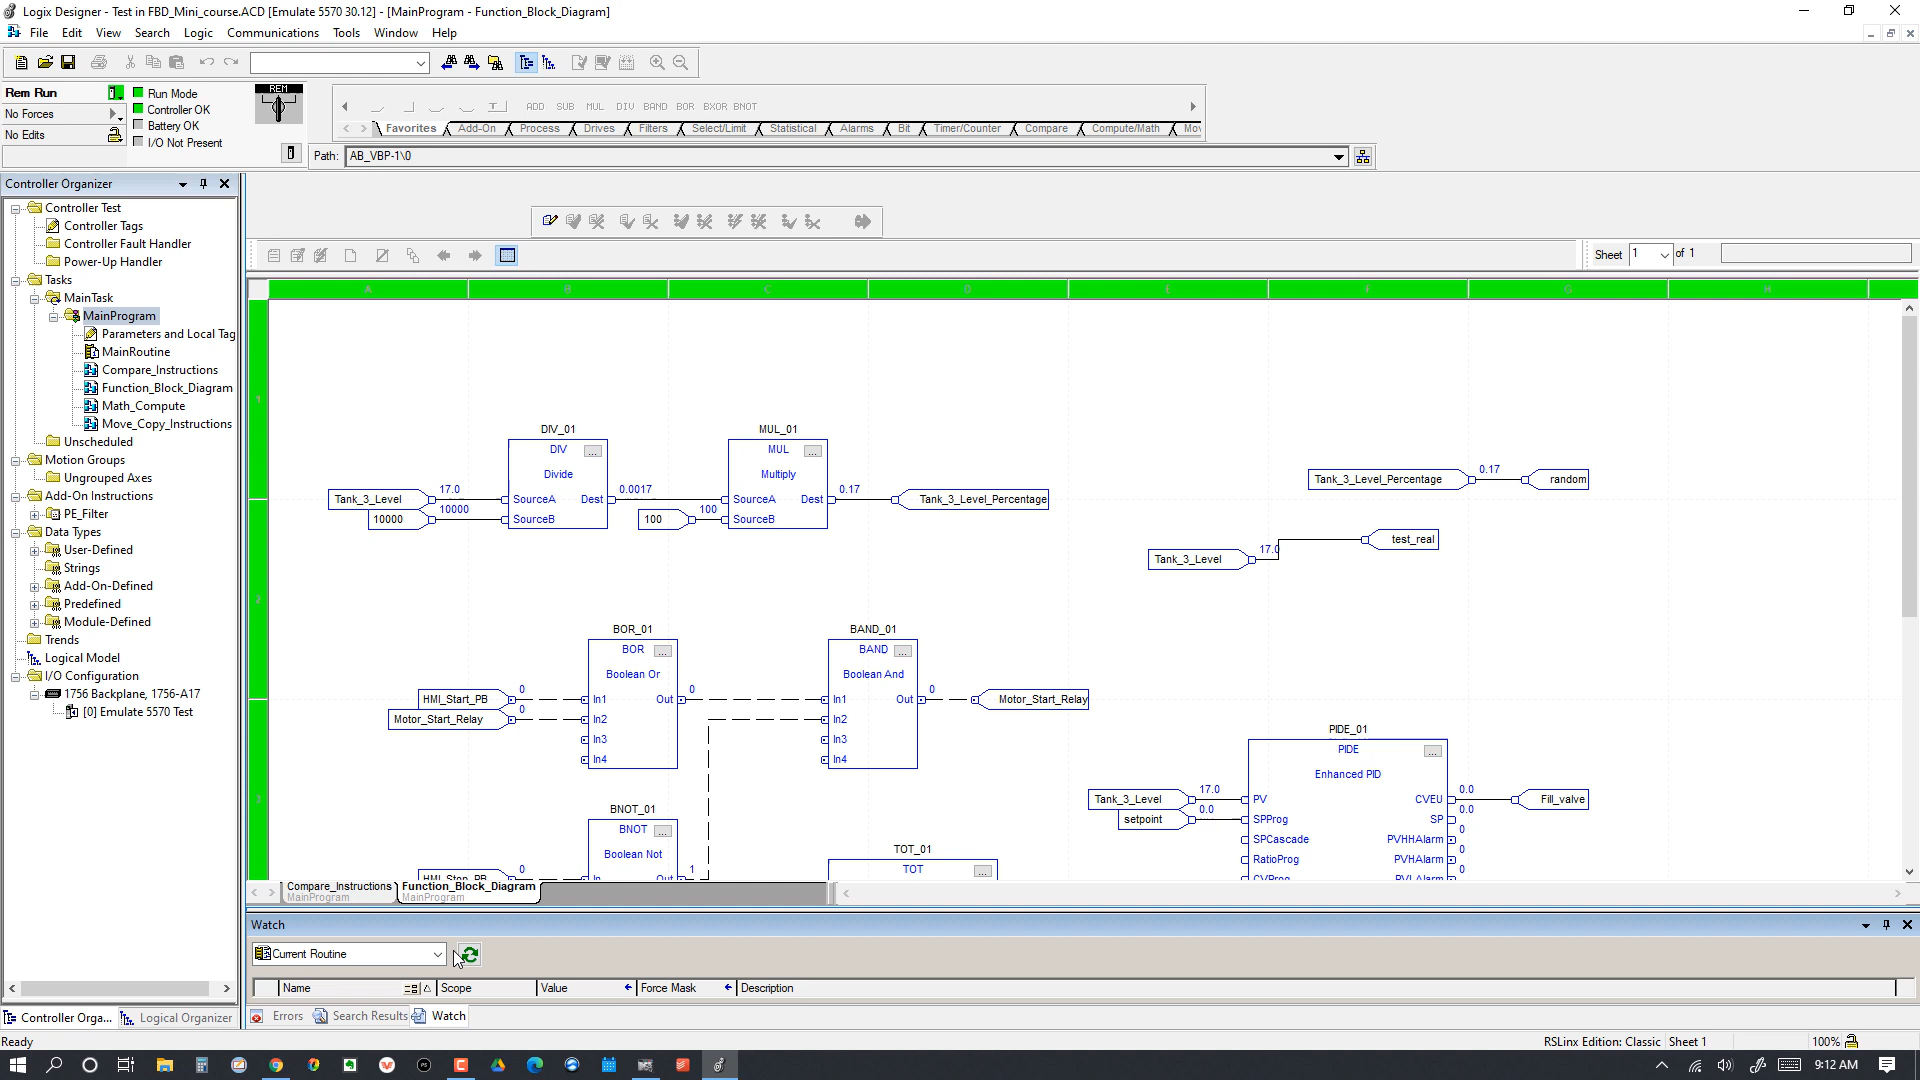 Logix Designer - Test in FBD_Mini_course.ACD [Emulate 5570 30.12] - [MainProgram - Function_Block_Diagram]
File Edit View Search Logic Communications Tools Window Help
Rem Run
No Forces
No Edits
Run Mode
Controller OK
Battery OK
I/O Not Present
REM
ADD SUB MUL DIV BAND BOR BXOR BNOT
Favorites Add-On Process Drives Filters Select/Limit Statistical Alarms Bit Timer/Counter Compare Compute/Math Mov
Path: AB_VBP-1\0
Controller Organizer
Controller Test
Controller Tags
Controller Fault Handler
Power-Up Handler
Tasks
MainTask
MainProgram
Parameters and Local Tag
MainRoutine
Compare_Instructions
Function_Block_Diagram
Math_Compute
Move_Copy_Instructions
Unscheduled
Motion Groups
Ungrouped Axes
Add-On Instructions
PE_Filter
Data Types
User-Defined
Strings
Add-On-Defined
Predefined
Module-Defined
Trends
Logical Model
I/O Configuration
1756 Backplane, 1756-A17
[0] Emulate 5570 Test
Controller Orga... Logical Organizer
Sheet 1 of 1
A B C D E F G H
1
2
3
DIV_01
DIV ...
Divide
Tank_3_Level 17.0 SourceA Dest 0.0017
10000 10000 SourceB
MUL_01
MUL ...
Multiply
SourceA Dest 0.17 Tank_3_Level_Percentage
100 100 SourceB
Tank_3_Level_Percentage 0.17 random
Tank_3_Level 17.0 test_real
BOR_01
BOR ...
Boolean Or
HMI_Start_PB 0 In1 Out 0
Motor_Start_Relay 0 In2
In3
In4
BAND_01
BAND ...
Boolean And
In1 Out 0 Motor_Start_Relay
In2
In3
In4
BNOT_01
BNOT ...
Boolean Not
HMI_Stop_PB 0 In Out 1
TOT_01
TOT ...
PIDE_01
PIDE ...
Enhanced PID
Tank_3_Level 17.0 PV CVEU 0.0 Fill_valve
setpoint 0.0 SPProg SP 0.0
SPCascade PVHHAlarm 0
RatioProg PVHAlarm 0
CVProg PVLAlarm 0
Compare_Instructions
MainProgram
Function_Block_Diagram
MainProgram
Watch
Current Routine
Name Scope Value Force Mask Description
Errors Search Results Watch
Ready
RSLinx Edition: Classic Sheet 1 100%
9:12 AM